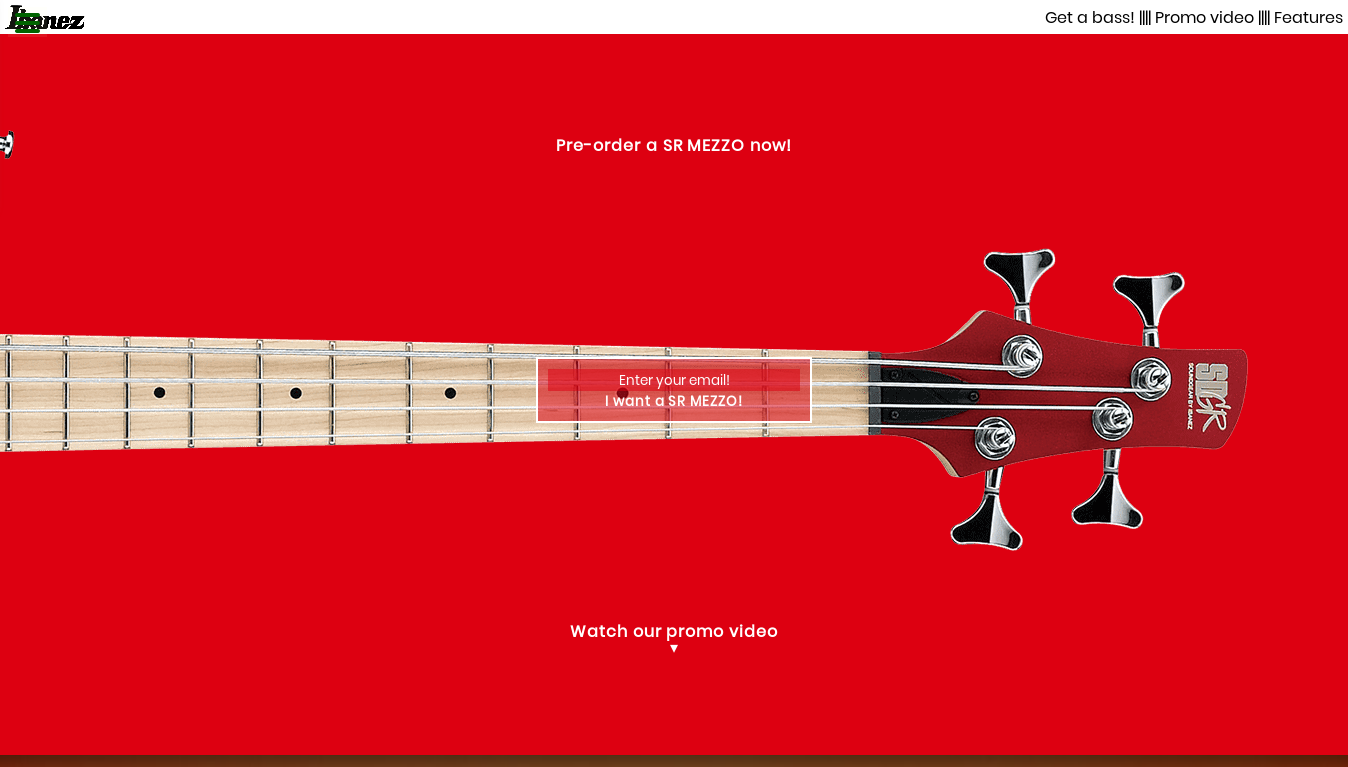 Ibanez
Get a bass! |||| Promo video |||| Features
Pre-order a SR MEZZO now!
Enter your email!
I want a SR MEZZO!
SDGR
SOUNDGEAR BY IBANEZ
Watch our promo video
▼